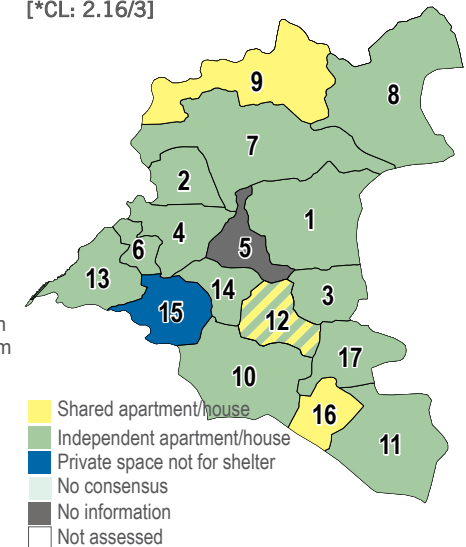 [*CL: 2.16/3]
9
8
7
2
1
4
5
6
13
14
3
15
12
17
10
16
11
n
m
Shared apartment/house
Independent apartment/house
Private space not for shelter
No consensus
No information
Not assessed